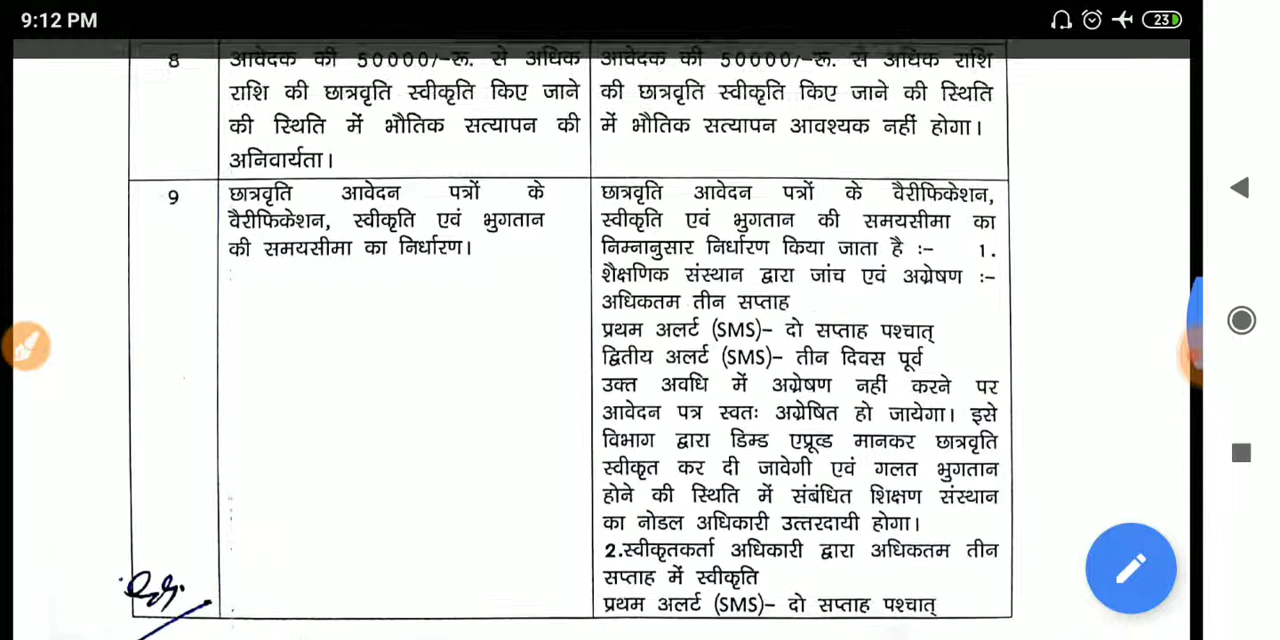 9:12 PM
23
8
आवेदक की 50000/-रू. से अधिक
राशि की छात्रवृति स्वीकृति किए जाने
की स्थिति में भौतिक सत्यापन की
अनिवार्यता।
आवेदक की 50000/-रू. से अधिक राशि
की छात्रवृति स्वीकृति किए जाने की स्थिति
में भौतिक सत्यापन आवश्यक नहीं होगा।
9
छात्रवृति आवेदन पत्रों के
वैरीफिकेशन, स्वीकृति एवं भुगतान
की समयसीमा का निर्धारण।
छात्रवृति आवेदन पत्रों के वैरीफिकेशन,
स्वीकृति एवं भुगतान की समयसीमा का
निम्नानुसार निर्धारण किया जाता है :- 1.
शैक्षणिक संस्थान द्वारा जांच एवं अग्रेषण :-
अधिकतम तीन सप्ताह
प्रथम अलर्ट (SMS)- दो सप्ताह पश्चात्
द्वितीय अलर्ट (SMS)- तीन दिवस पूर्व
उक्त अवधि में अग्रेषण नहीं करने पर
आवेदन पत्र स्वतः अग्रेषित हो जायेगा। इसे
विभाग द्वारा डिम्ड एप्रूव्ड मानकर छात्रवृति
स्वीकृत कर दी जावेगी एवं गलत भुगतान
होने की स्थिति में संबंधित शिक्षण संस्थान
का नोडल अधिकारी उत्तरदायी होगा।
2.स्वीकृतकर्ता अधिकारी द्वारा अधिकतम तीन
सप्ताह में स्वीकृति
प्रथम अलर्ट (SMS)- दो सप्ताह पश्चात्